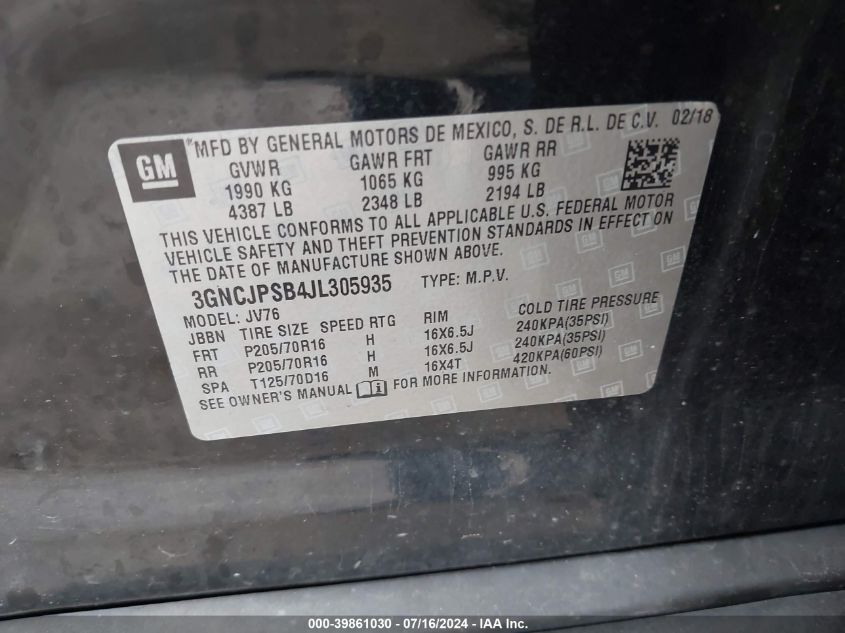 GM
*MFD BY GENERAL MOTORS DE MEXICO, S. DE R.L. DE C.V. 02/18
GVWR GAWR FRT GAWR RR
1990 KG 1065 KG 995 KG
4387 LB 2348 LB 2194 LB
THIS VEHICLE CONFORMS TO ALL APPLICABLE U.S. FEDERAL MOTOR
VEHICLE SAFETY AND THEFT PREVENTION STANDARDS IN EFFECT ON
THE DATE OF MANUFACTURE SHOWN ABOVE.
3GNCJPSB4JL305935 TYPE: M.P.V.
MODEL: JV76
JBBN TIRE SIZE SPEED RTG RIM COLD TIRE PRESSURE
FRT P205/70R16 H 16X6.5J 240KPA(35PSI)
RR P205/70R16 H 16X6.5J 240KPA(35PSI)
SPA T125/70D16 M 16X4T 420KPA(60PSI)
SEE OWNER'S MANUAL FOR MORE INFORMATION.
000-39861030 - 07/16/2024 - IAA Inc.